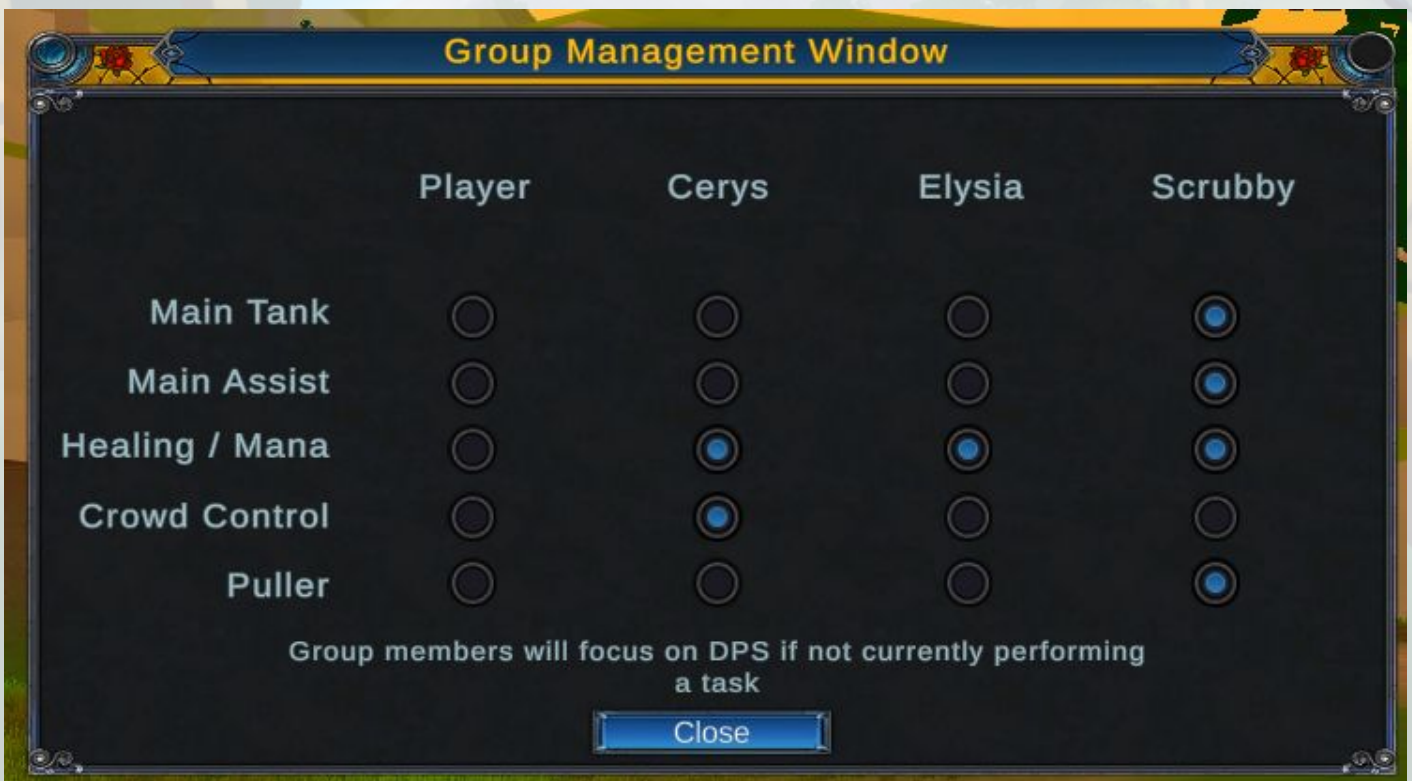 Group Management Window
Player Cerys Elysia Scrubby
Main Tank
Main Assist
Healing / Mana
Crowd Control
Puller
Group members will focus on DPS if not currently performing
a task
Close